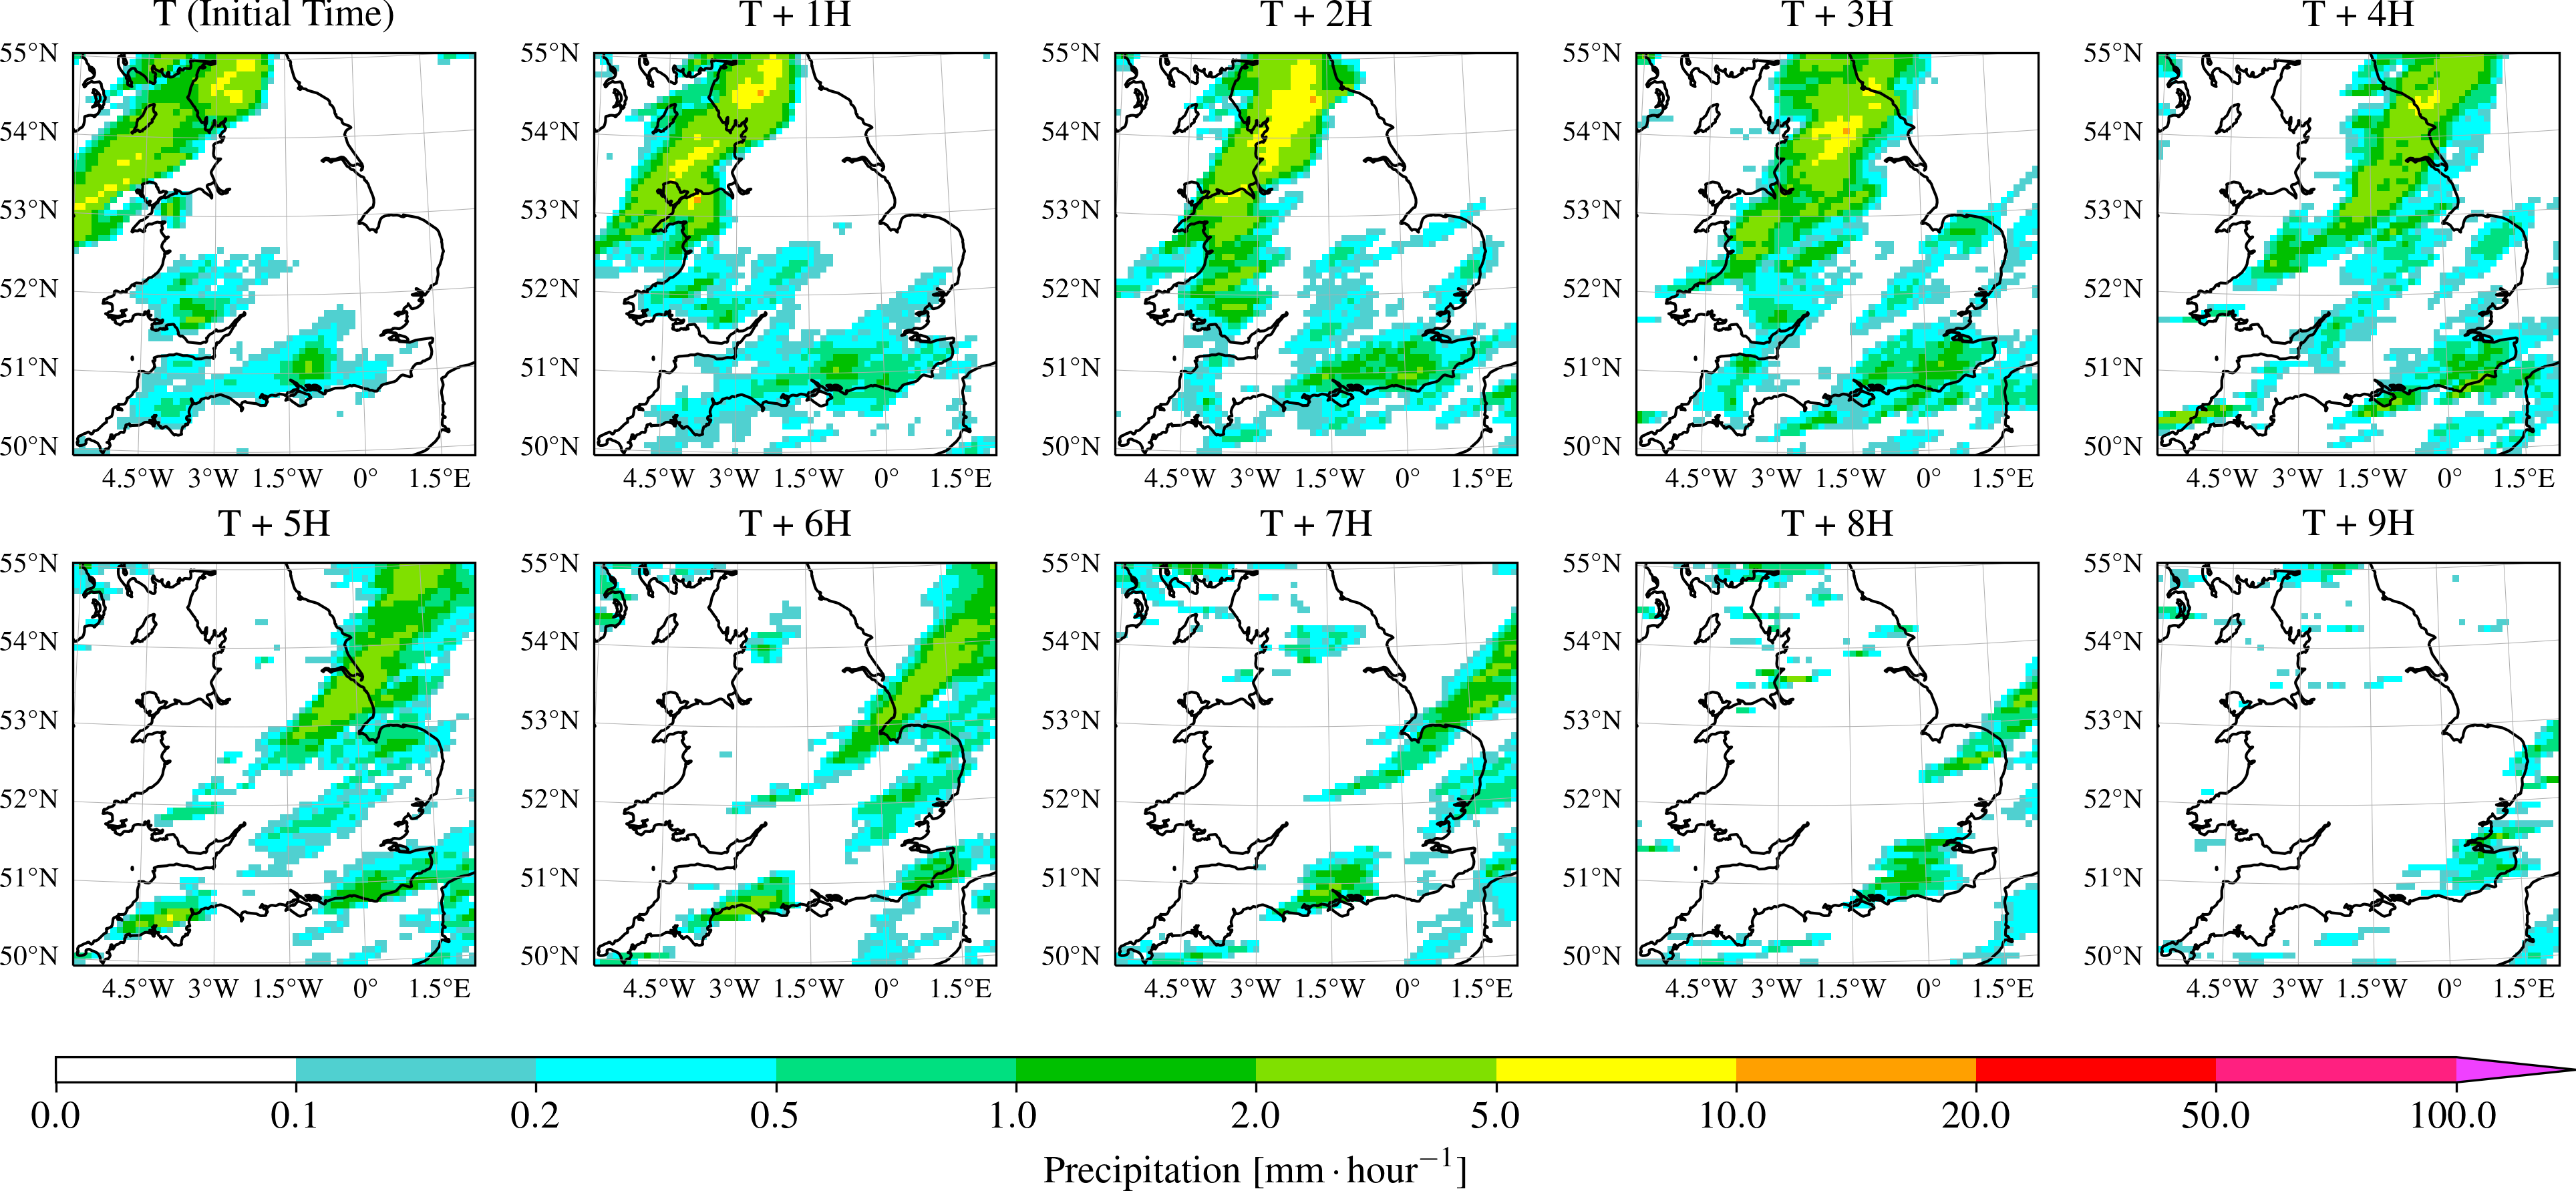 T (Initial Time) T + 1H T + 2H T + 3H T + 4H
55°N 55°N 55°N 55°N 55°N
54°N 54°N 54°N 54°N 54°N
53°N 53°N 53°N 53°N 53°N
52°N 52°N 52°N 52°N 52°N
51°N 51°N 51°N 51°N 51°N
50°N 50°N 50°N 50°N 50°N
4.5°W 3°W 1.5°W 0° 1.5°E 4.5°W 3°W 1.5°W 0° 1.5°E 4.5°W 3°W 1.5°W 0° 1.5°E 4.5°W 3°W 1.5°W 0° 1.5°E 4.5°W 3°W 1.5°W 0° 1.5°E
T + 5H T + 6H T + 7H T + 8H T + 9H
55°N 55°N 55°N 55°N 55°N
54°N 54°N 54°N 54°N 54°N
53°N 53°N 53°N 53°N 53°N
52°N 52°N 52°N 52°N 52°N
51°N 51°N 51°N 51°N 51°N
50°N 50°N 50°N 50°N 50°N
4.5°W 3°W 1.5°W 0° 1.5°E 4.5°W 3°W 1.5°W 0° 1.5°E 4.5°W 3°W 1.5°W 0° 1.5°E 4.5°W 3°W 1.5°W 0° 1.5°E 4.5°W 3°W 1.5°W 0° 1.5°E
0.0 0.1 0.2 0.5 1.0 2.0 5.0 10.0 20.0 50.0 100.0
Precipitation [mm · hour⁻¹]